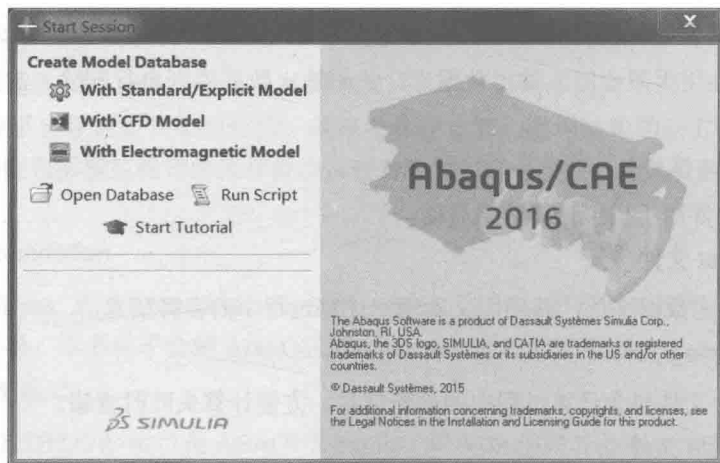 Start Session
X
Create Model Database
With Standard/Explicit Model
With CFD Model
With Electromagnetic Model
Open Database Run Script
Start Tutorial
Abaqus/CAE
2016
The Abaqus Software is a product of Dassault Systèmes Simulia Corp.,
Johnston, RI, USA.
Abaqus, the 3DS logo, SIMULIA, and CATIA are trademarks or registered
trademarks of Dassault Systèmes or its subsidiaries in the US and/or other
countries.
© Dassault Systèmes, 2015
For additional information concerning trademarks, copyrights, and licenses, see
the Legal Notices in the Installation and Licensing Guide for this product.
3S SIMULIA